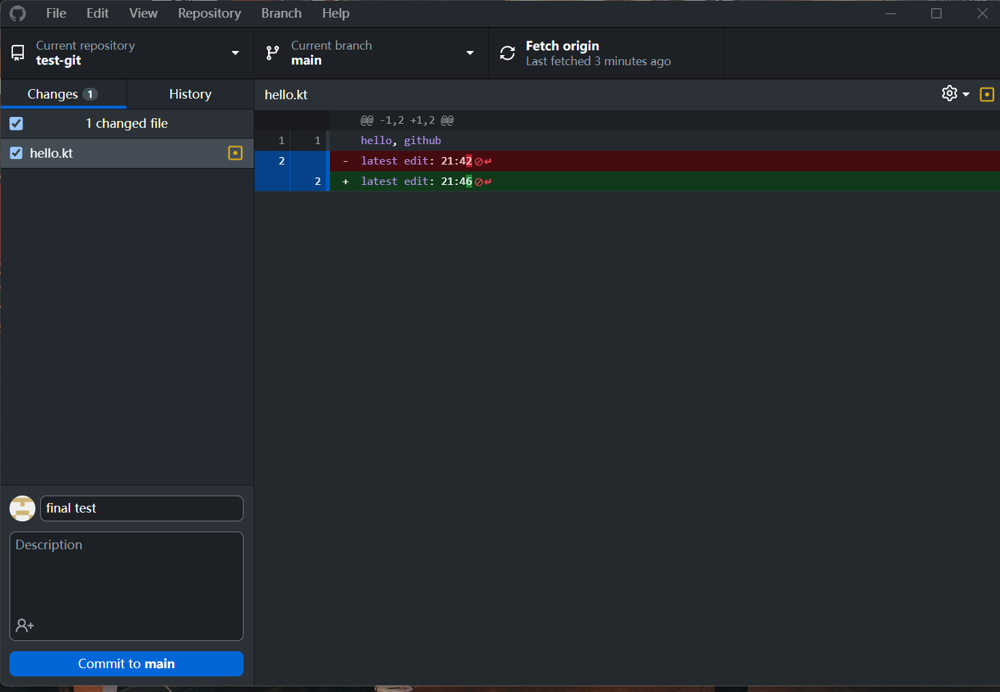 File Edit View Repository Branch Help
Current repository
test-git
Current branch
main
Fetch origin
Last fetched 3 minutes ago
Changes 1
History
1 changed file
hello.kt
final test
Description
Commit to main
hello.kt
@@ -1,2 +1,2 @@
1 1 hello, github
2 - latest edit: 21:42
2 + latest edit: 21:46